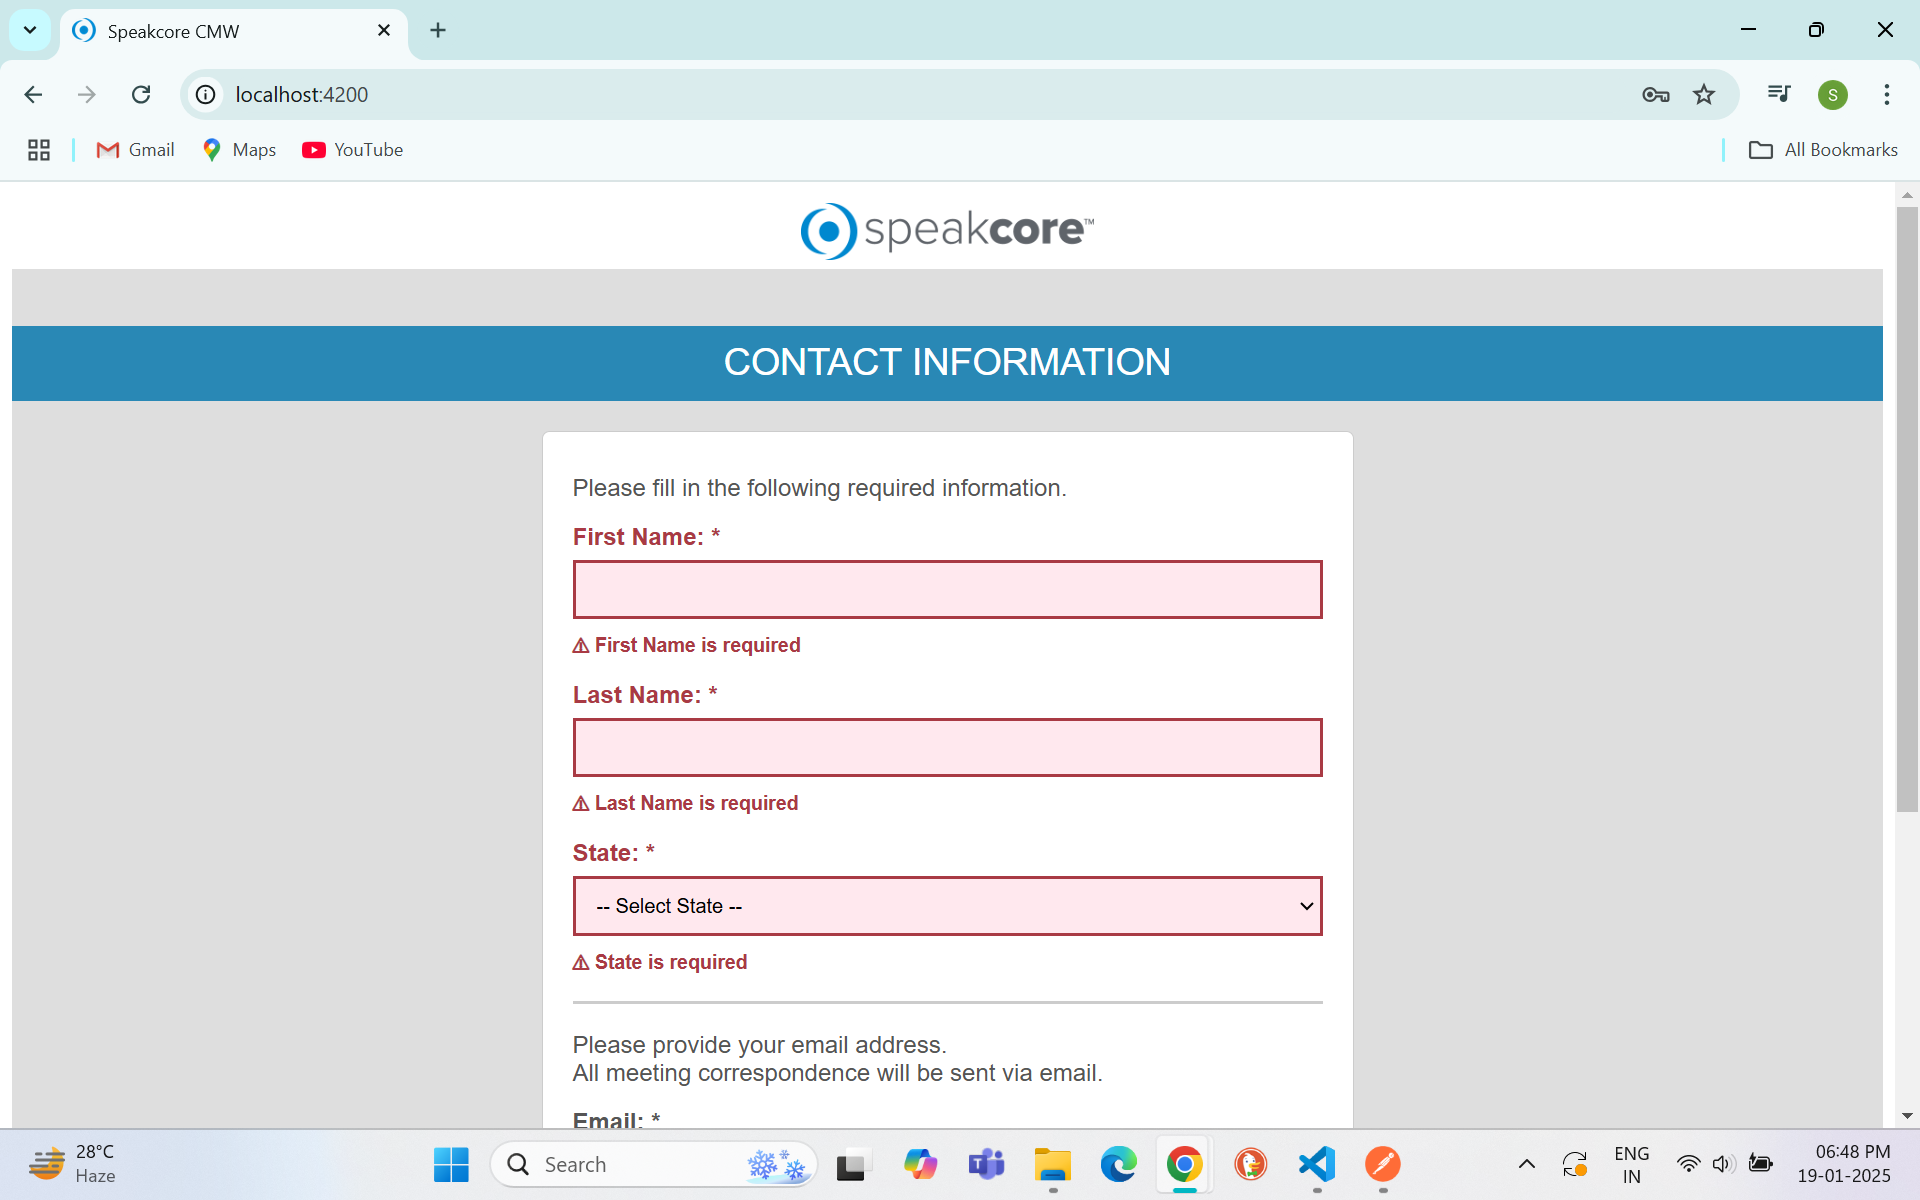 Speakcore CMW
localhost:4200
S
Gmail
Maps
YouTube
All Bookmarks
speakcore™
CONTACT INFORMATION
Please fill in the following required information.
First Name: *
⚠ First Name is required
Last Name: *
⚠ Last Name is required
State: *
-- Select State --
⚠ State is required
Please provide your email address.
All meeting correspondence will be sent via email.
Email: *
28°C
Haze
Search
ENG
IN
06:48 PM
19-01-2025